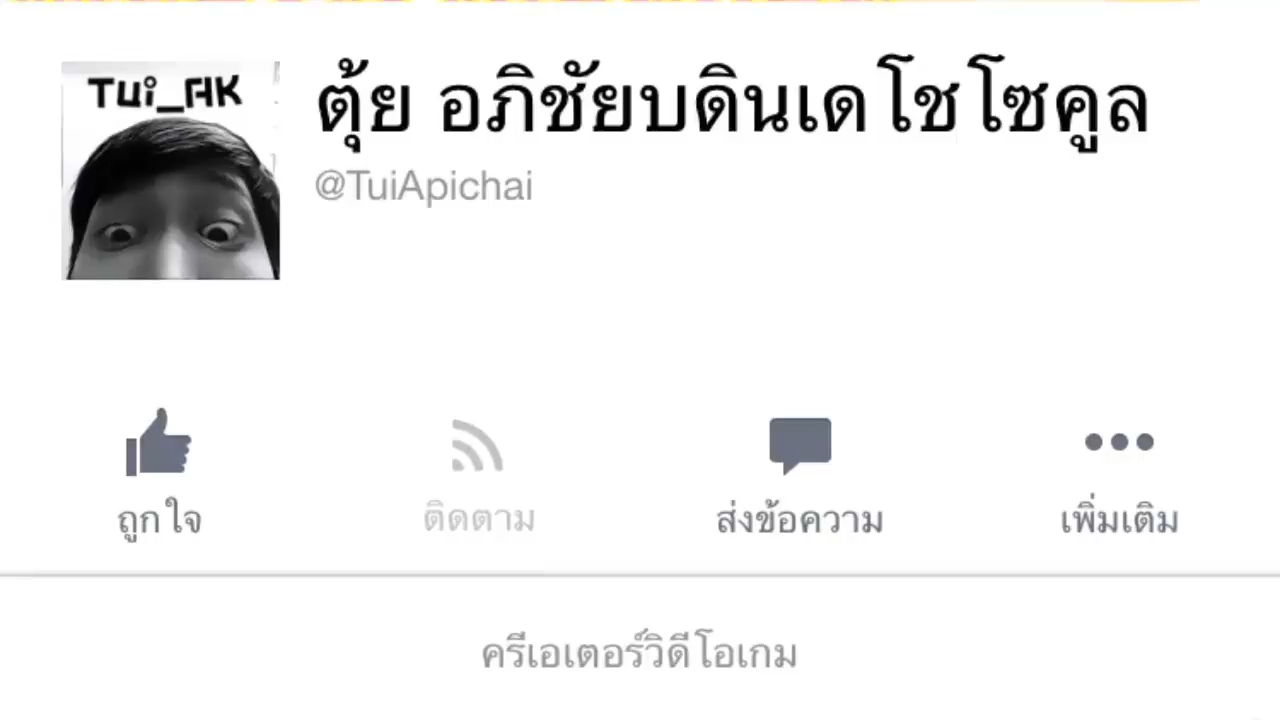 Tui_AK
ตุ้ย อภิชัยบดินเดโชโซคูล
@TuiApichai
ถูกใจ
ติดตาม
ส่งข้อความ
เพิ่มเติม
ครีเอเตอร์วิดีโอเกม